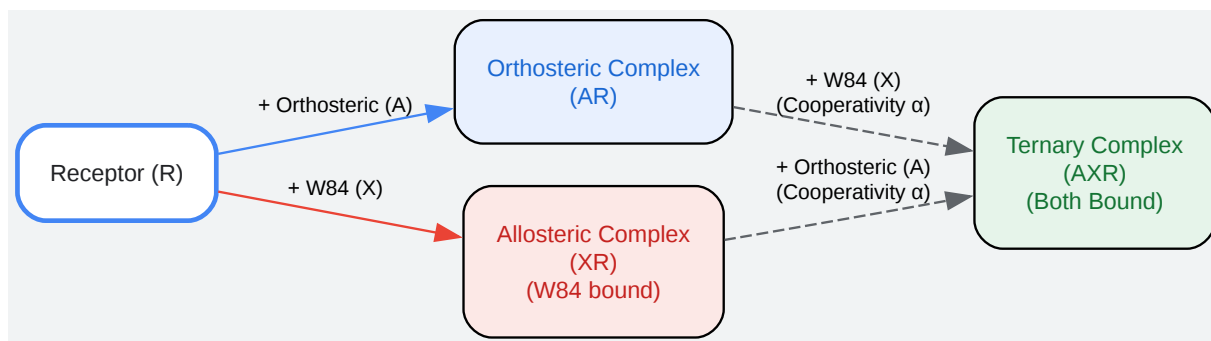 Receptor (R)
+ Orthosteric (A)
+ W84 (X)
Orthosteric Complex
(AR)
Allosteric Complex
(XR)
(W84 bound)
+ W84 (X)
(Cooperativity α)
+ Orthosteric (A)
(Cooperativity α)
Ternary Complex
(AXR)
(Both Bound)